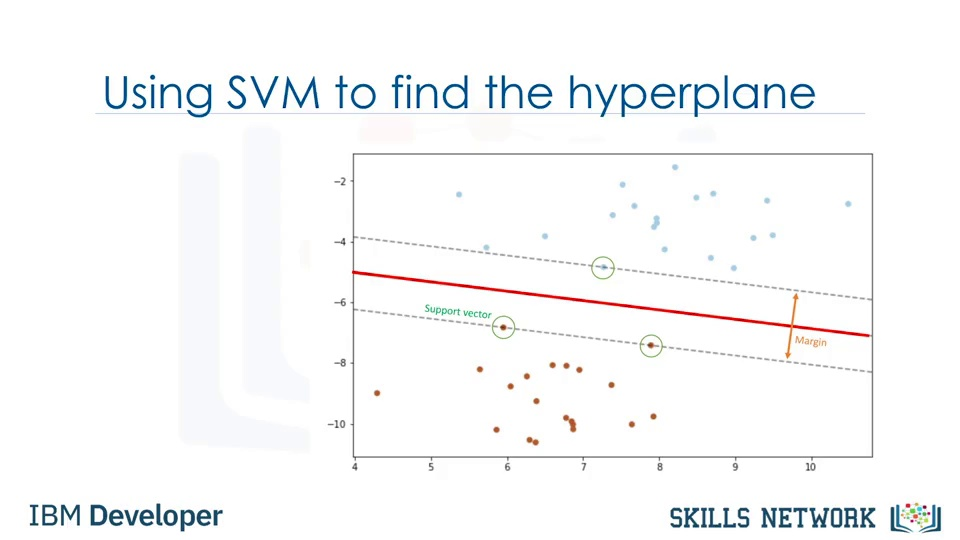 Using SVM to find the hyperplane
−2
−4
−6
−8
−10
Support vector
Margin
4 5 6 7 8 9 10
IBM Developer
SKILLS NETWORK